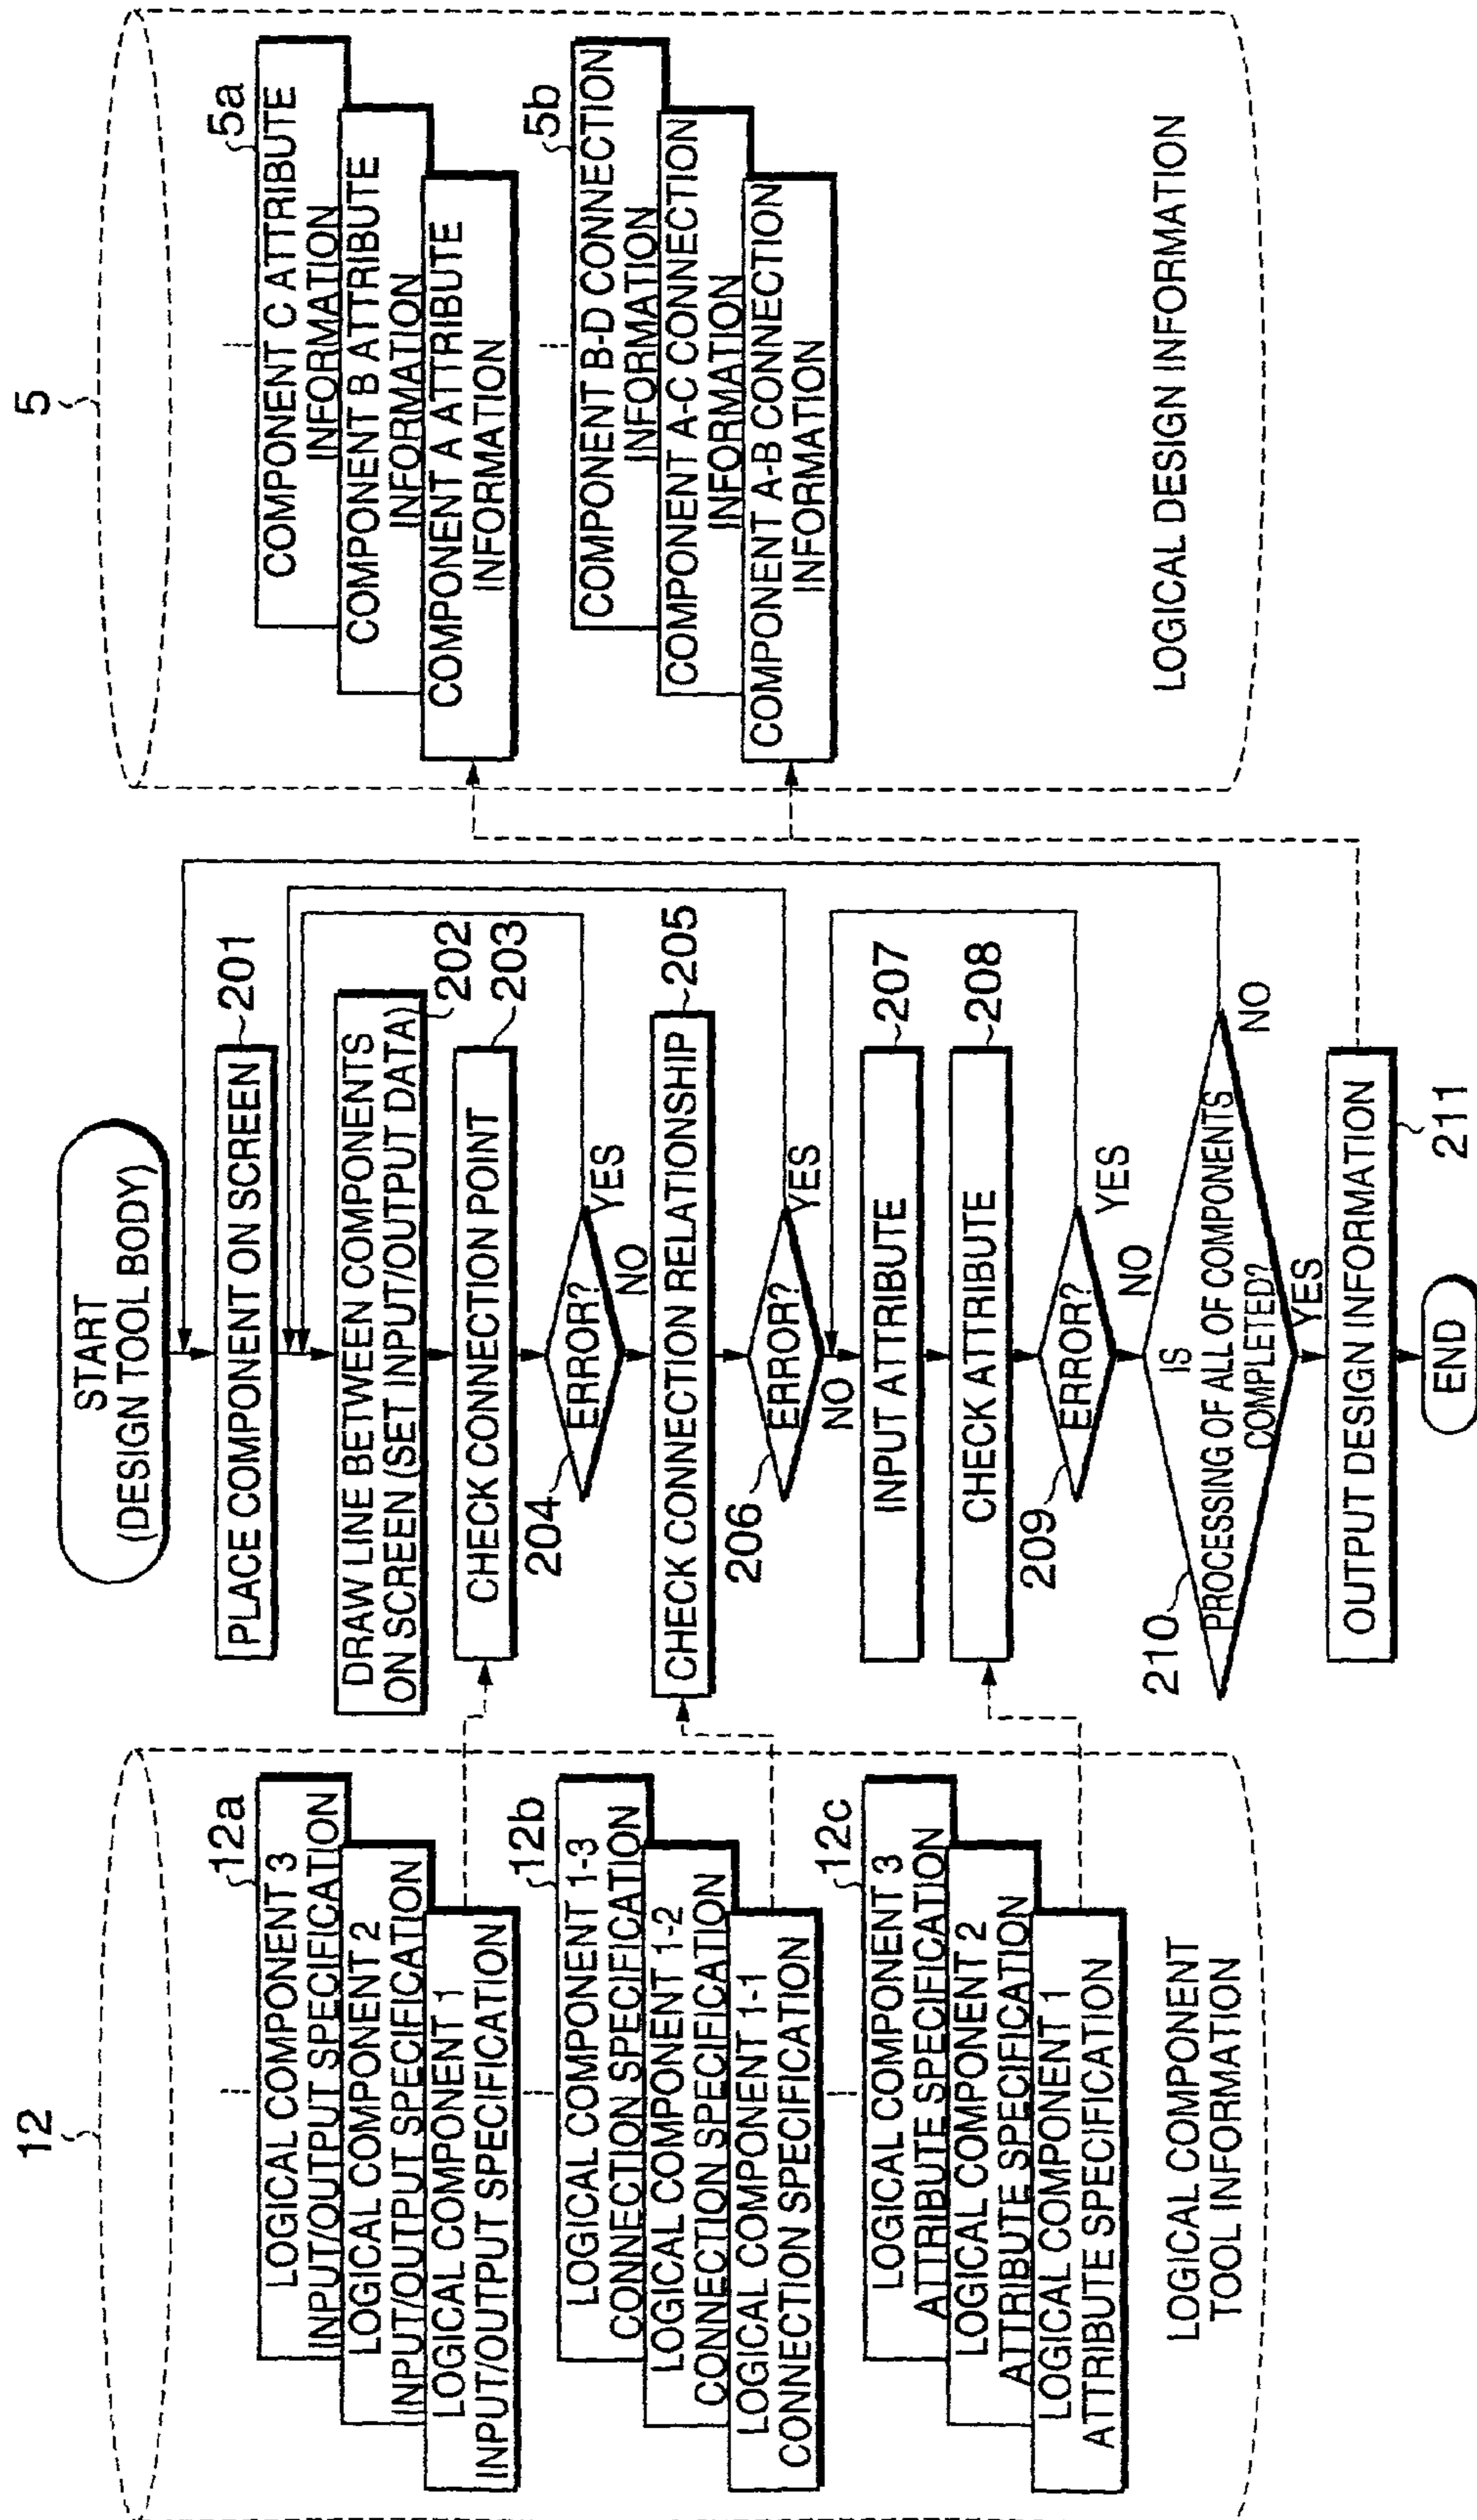 12
12a
LOGICAL COMPONENT 3
INPUT/OUTPUT SPECIFICATION
LOGICAL COMPONENT 2
INPUT/OUTPUT SPECIFICATION
LOGICAL COMPONENT 1
INPUT/OUTPUT SPECIFICATION
12b
LOGICAL COMPONENT 1-3
CONNECTION SPECIFICATION
LOGICAL COMPONENT 1-2
CONNECTION SPECIFICATION
LOGICAL COMPONENT 1-1
CONNECTION SPECIFICATION
12c
LOGICAL COMPONENT 3
ATTRIBUTE SPECIFICATION
LOGICAL COMPONENT 2
ATTRIBUTE SPECIFICATION
LOGICAL COMPONENT 1
ATTRIBUTE SPECIFICATION
LOGICAL COMPONENT
TOOL INFORMATION
START
(DESIGN TOOL BODY)
PLACE COMPONENT ON SCREEN
201
DRAW LINE BETWEEN COMPONENTS
ON SCREEN (SET INPUT/OUTPUT DATA)
202
CHECK CONNECTION POINT
203
204
ERROR?
YES
NO
CHECK CONNECTION RELATIONSHIP
205
206
ERROR?
YES
NO
INPUT ATTRIBUTE
207
CHECK ATTRIBUTE
208
209
ERROR?
YES
NO
210
IS
PROCESSING OF ALL OF COMPONENTS
COMPLETED?
NO
YES
OUTPUT DESIGN INFORMATION
211
END
5
5a
COMPONENT C ATTRIBUTE
INFORMATION
COMPONENT B ATTRIBUTE
INFORMATION
COMPONENT A ATTRIBUTE
INFORMATION
5b
COMPONENT B-D CONNECTION
INFORMATION
COMPONENT A-C CONNECTION
INFORMATION
COMPONENT A-B CONNECTION
INFORMATION
LOGICAL DESIGN INFORMATION